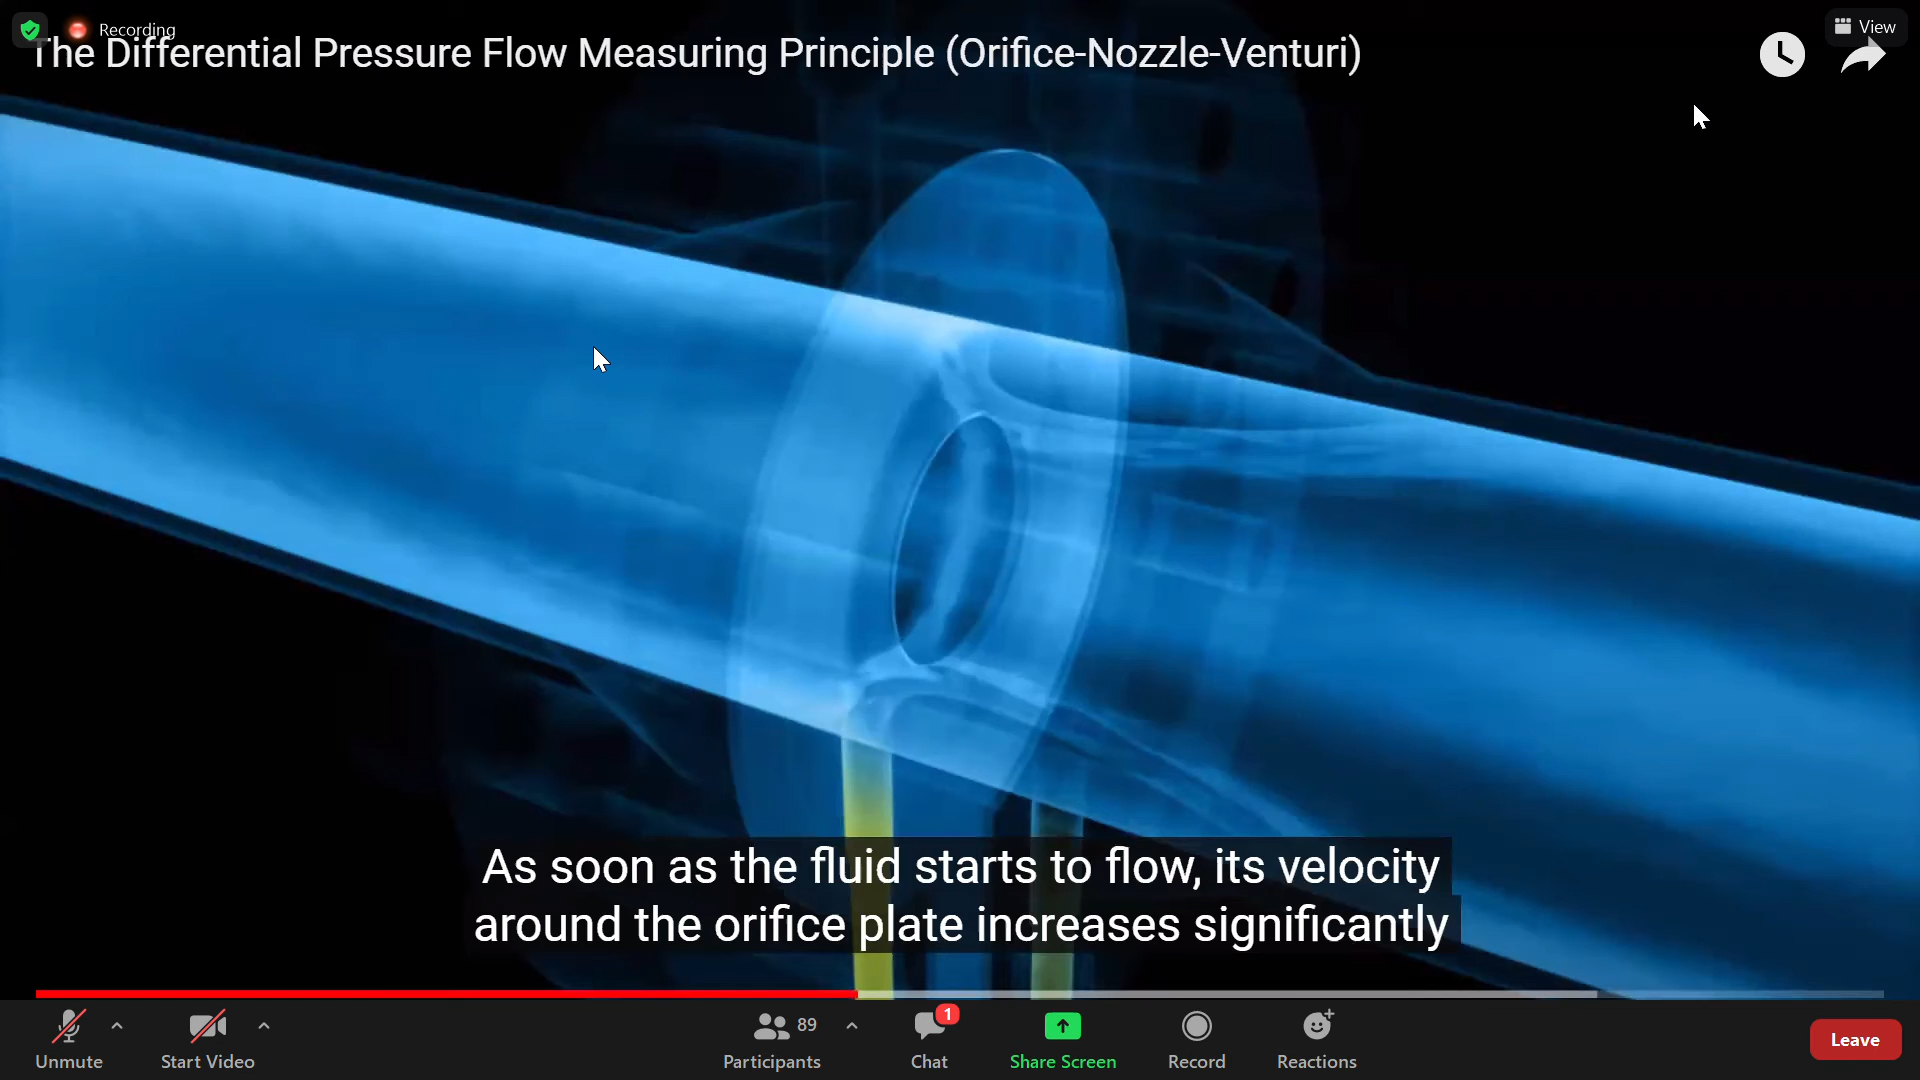 Recording
View
The Differential Pressure Flow Measuring Principle (Orifice-Nozzle-Venturi)
As soon as the fluid starts to flow, its velocity
around the orifice plate increases significantly
89
1
Unmute
Start Video
Participants
Chat
Share Screen
Record
Reactions
Leave